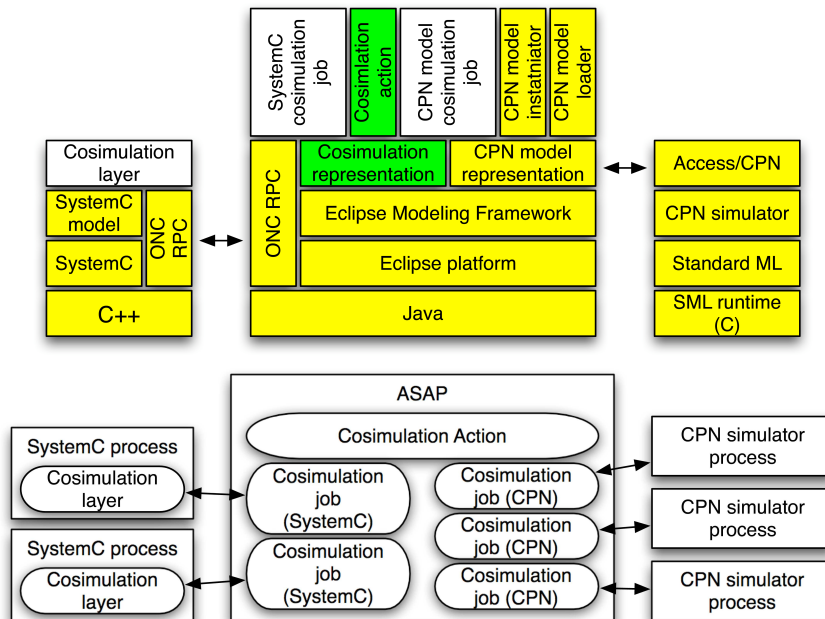 SystemC
cosimulation
job
Cosimlation
action
CPN model
cosimulation
job
CPN model
instatniator
CPN model
loader
Cosimulation
layer
SystemC
model
ONC
RPC
SystemC
C++
ONC RPC
Cosimulation
representation
CPN model
representation
Eclipse Modeling Framework
Eclipse platform
Java
Access/CPN
CPN simulator
Standard ML
SML runtime
(C)
ASAP
Cosimulation Action
SystemC process
Cosimulation
layer
SystemC process
Cosimulation
layer
Cosimulation
job
(SystemC)
Cosimulation
job
(SystemC)
Cosimulation
job (CPN)
Cosimulation
job (CPN)
Cosimulation
job (CPN)
CPN simulator
process
CPN simulator
process
CPN simulator
process